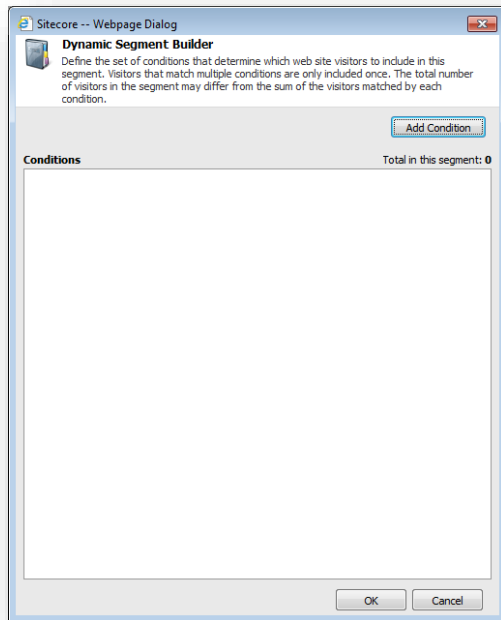 Sitecore -- Webpage Dialog
Dynamic Segment Builder
Define the set of conditions that determine which web site visitors to include in this
segment. Visitors that match multiple conditions are only included once. The total number
of visitors in the segment may differ from the sum of the visitors matched by each
condition.
Add Condition
Conditions Total in this segment: 0
OK Cancel